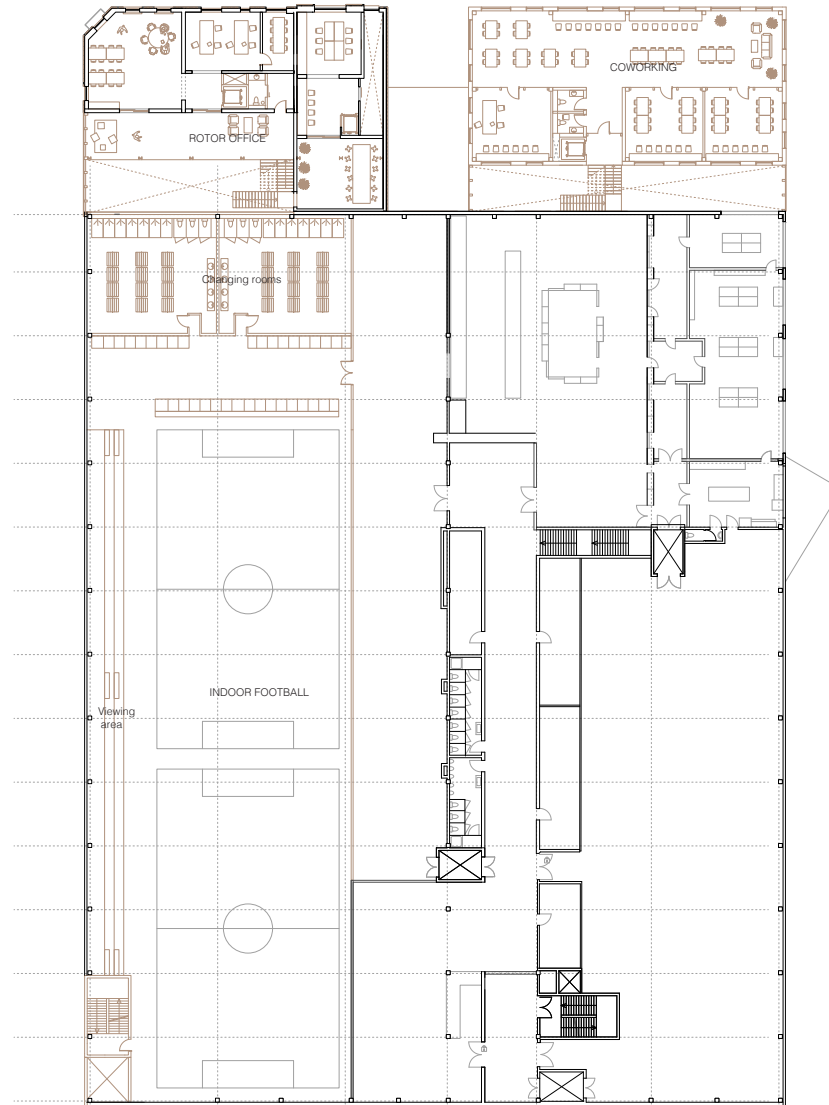 COWORKING
ROTOR OFFICE
Changing rooms
INDOOR FOOTBALL
Viewing
area